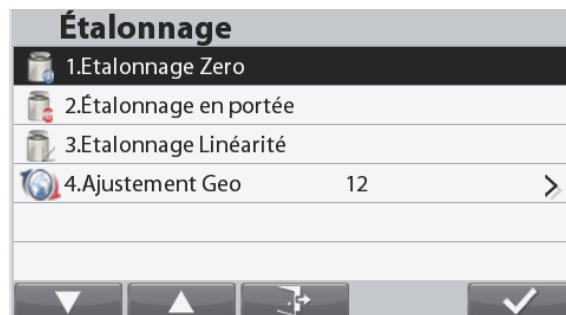 Étalonnage
1.Etalonnage Zero
2.Étalonnage en portée
3.Etalonnage Linéarité
4.Ajustement Geo 12